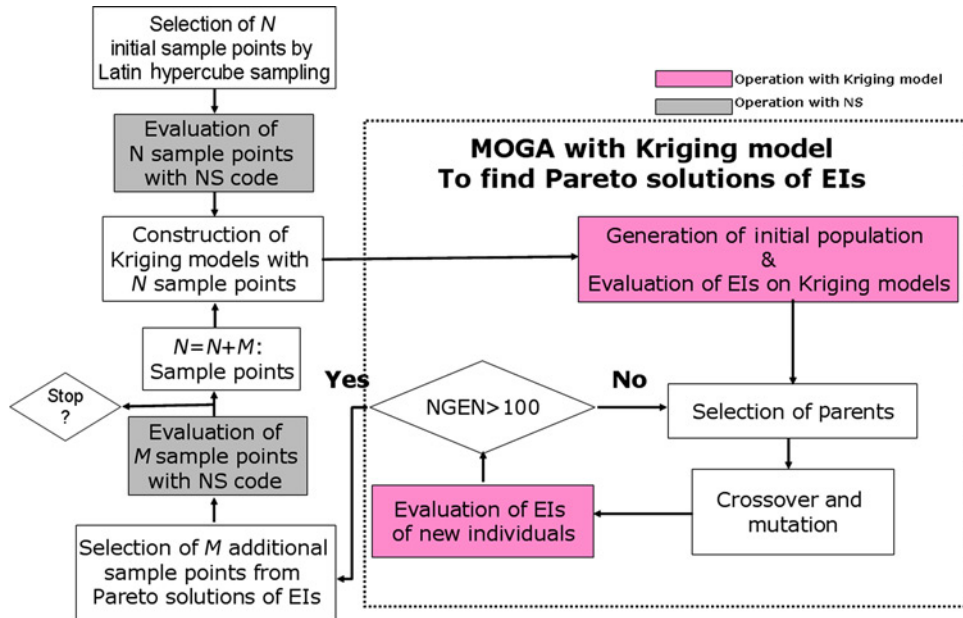 Selection of N
initial sample points by
Latin hypercube sampling
Operation with Kriging model
Operation with NS
Evaluation of
N sample points
with NS code
MOGA with Kriging model
To find Pareto solutions of EIs
Construction of
Kriging models with
N sample points
Generation of initial population
&
Evaluation of EIs on Kriging models
N=N+M:
Sample points
Stop
?
Yes
NGEN>100
No
Selection of parents
Evaluation of
M sample points
with NS code
Evaluation of EIs
of new individuals
Crossover and
mutation
Selection of M additional
sample points from
Pareto solutions of EIs